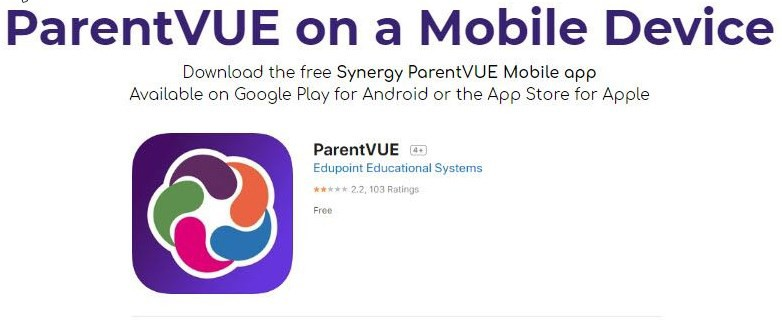 ParentVUE on a Mobile Device
Download the free Synergy ParentVUE Mobile app
Available on Google Play for Android or the App Store for Apple
ParentVUE 4+
Edupoint Educational Systems
★★★★★ 2.2, 103 Ratings
Free